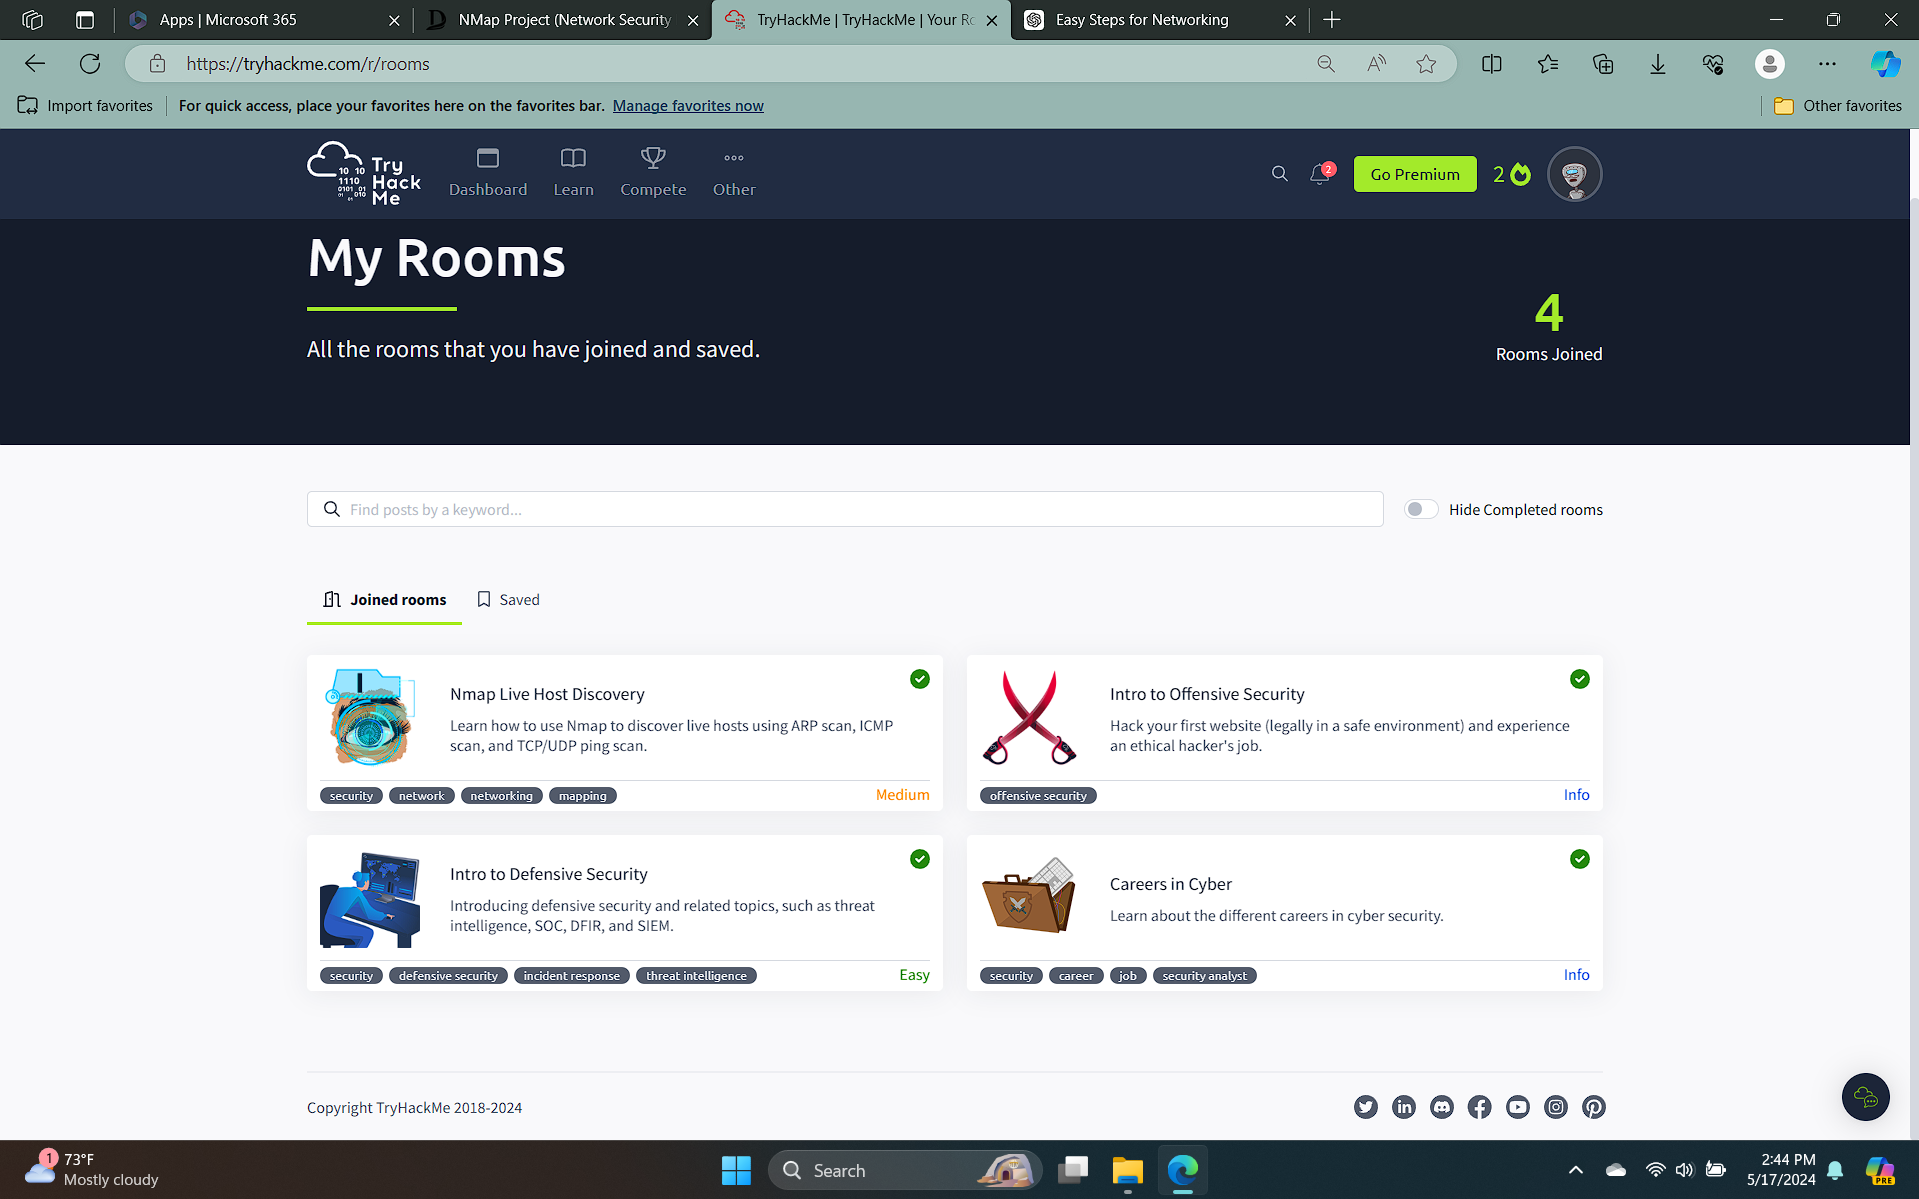 Apps | Microsoft 365
NMap Project (Network Security
TryHackMe | TryHackMe | Your Ro
Easy Steps for Networking
https://tryhackme.com/r/rooms
Import favorites
For quick access, place your favorites here on the favorites bar. Manage favorites now
Other favorites
Try
Hack
Me
10 10
1110
0101 01
01 010
01
Dashboard
Learn
Compete
Other
2
Go Premium
2
My Rooms
All the rooms that you have joined and saved.
4
Rooms Joined
Find posts by a keyword...
Hide Completed rooms
Joined rooms
Saved
Nmap Live Host Discovery
Learn how to use Nmap to discover live hosts using ARP scan, ICMP
scan, and TCP/UDP ping scan.
security network networking mapping
Medium
Intro to Offensive Security
Hack your first website (legally in a safe environment) and experience
an ethical hacker's job.
offensive security
Info
Intro to Defensive Security
Introducing defensive security and related topics, such as threat
intelligence, SOC, DFIR, and SIEM.
security defensive security incident response threat intelligence
Easy
Careers in Cyber
Learn about the different careers in cyber security.
security career job security analyst
Info
Copyright TryHackMe 2018-2024
1
73°F
Mostly cloudy
Search
2:44 PM
5/17/2024
PRE